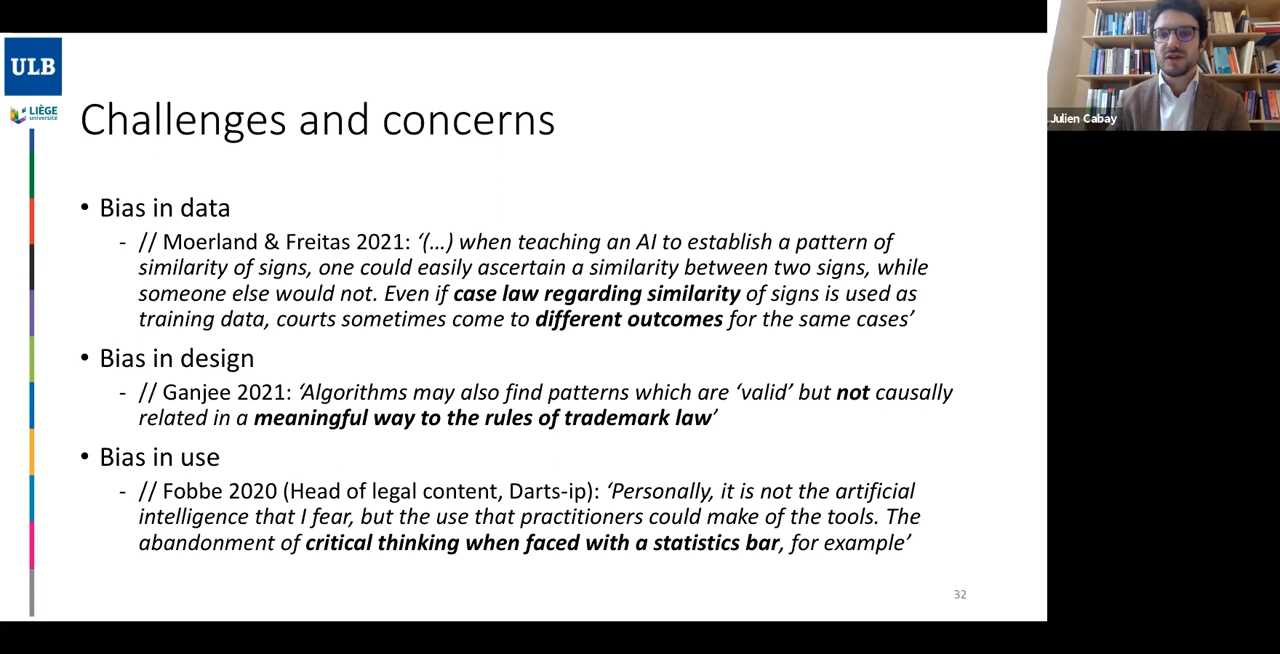 ULB
LIÈGE
université
Julien Cabay
Challenges and concerns
• Bias in data
- // Moerland & Freitas 2021: ‘(…) when teaching an AI to establish a pattern of
similarity of signs, one could easily ascertain a similarity between two signs, while
someone else would not. Even if case law regarding similarity of signs is used as
training data, courts sometimes come to different outcomes for the same cases’
• Bias in design
- // Ganjee 2021: ‘Algorithms may also find patterns which are ‘valid’ but not causally
related in a meaningful way to the rules of trademark law’
• Bias in use
- // Fobbe 2020 (Head of legal content, Darts-ip): ‘Personally, it is not the artificial
intelligence that I fear, but the use that practitioners could make of the tools. The
abandonment of critical thinking when faced with a statistics bar, for example’
32